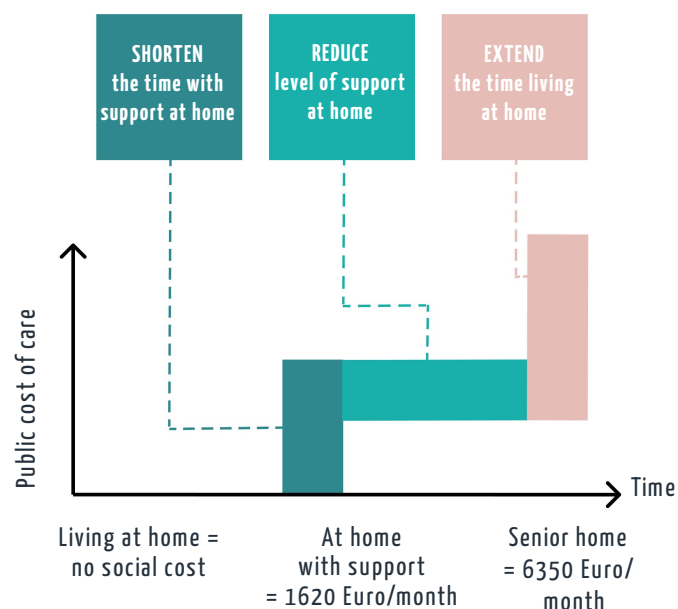 SHORTEN
the time with
support at home
REDUCE
level of support
at home
EXTEND
the time living
at home
Public cost of care
Time
Living at home =
no social cost
At home
with support
= 1620 Euro/month
Senior home
= 6350 Euro/
month